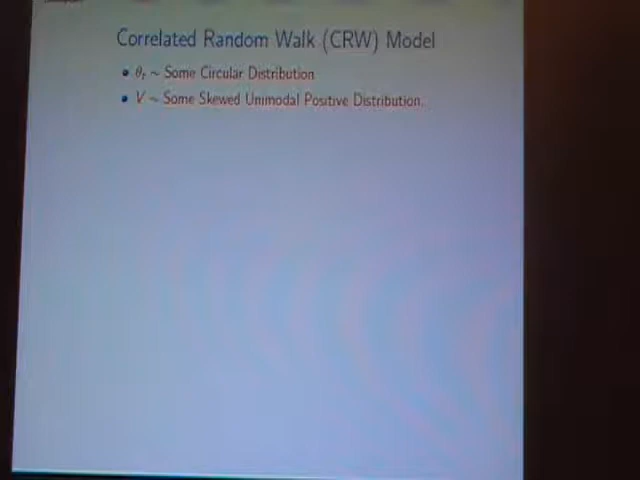 Correlated Random Walk (CRW) Model
• θt ~ Some Circular Distribution
• V ~ Some Skewed Unimodal Positive Distribution.